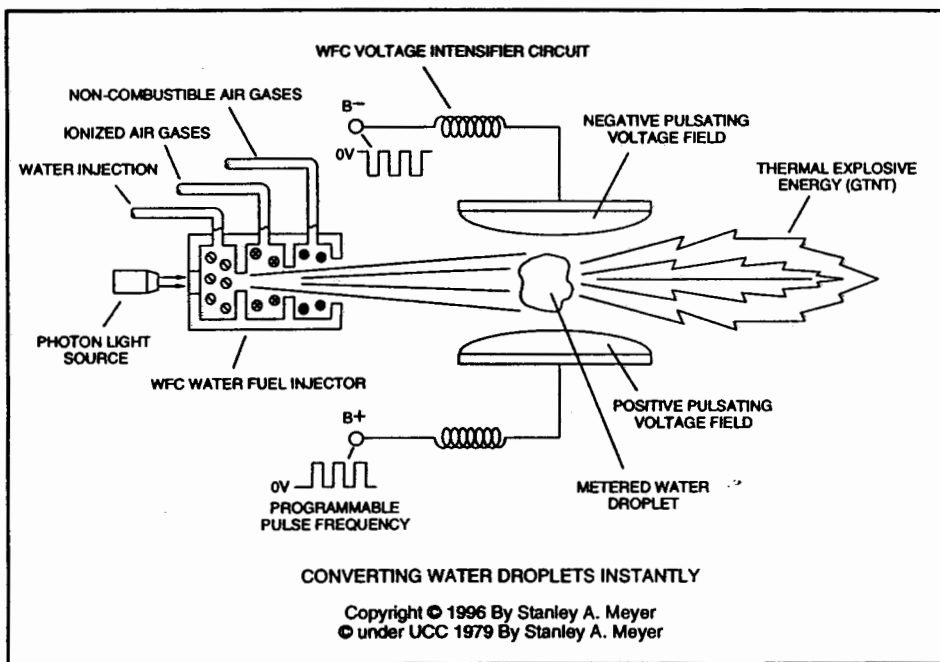 WFC VOLTAGE INTENSIFIER CIRCUIT
NON-COMBUSTIBLE AIR GASES
B−
NEGATIVE PULSATING
VOLTAGE FIELD
IONIZED AIR GASES
0V
WATER INJECTION
THERMAL EXPLOSIVE
ENERGY (GTNT)
PHOTON LIGHT
SOURCE
WFC WATER FUEL INJECTOR
B+
POSITIVE PULSATING
VOLTAGE FIELD
0V
PROGRAMMABLE
PULSE FREQUENCY
METERED WATER
DROPLET
CONVERTING WATER DROPLETS INSTANTLY
Copyright © 1996 By Stanley A. Meyer
© under UCC 1979 By Stanley A. Meyer